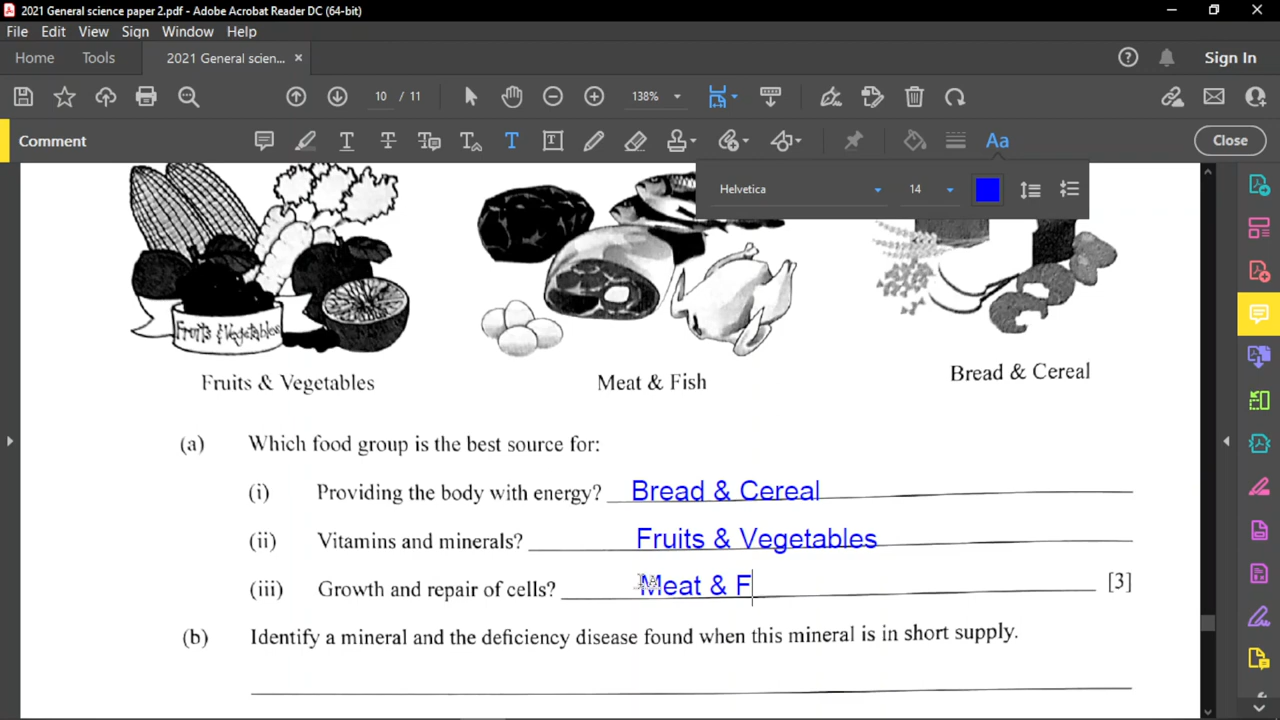 2021 General science paper 2.pdf - Adobe Acrobat Reader DC (64-bit)
File Edit View Sign Window Help
Home Tools 2021 General scien... × Sign In
10 / 11 138%
Comment Close
Helvetica 14
Fruits & Vegetables
Fruits & Vegetables Meat & Fish Bread & Cereal
(a) Which food group is the best source for:
(i) Providing the body with energy? Bread & Cereal
(ii) Vitamins and minerals? Fruits & Vegetables
(iii) Growth and repair of cells? Meat & F [3]
(b) Identify a mineral and the deficiency disease found when this mineral is in short supply.